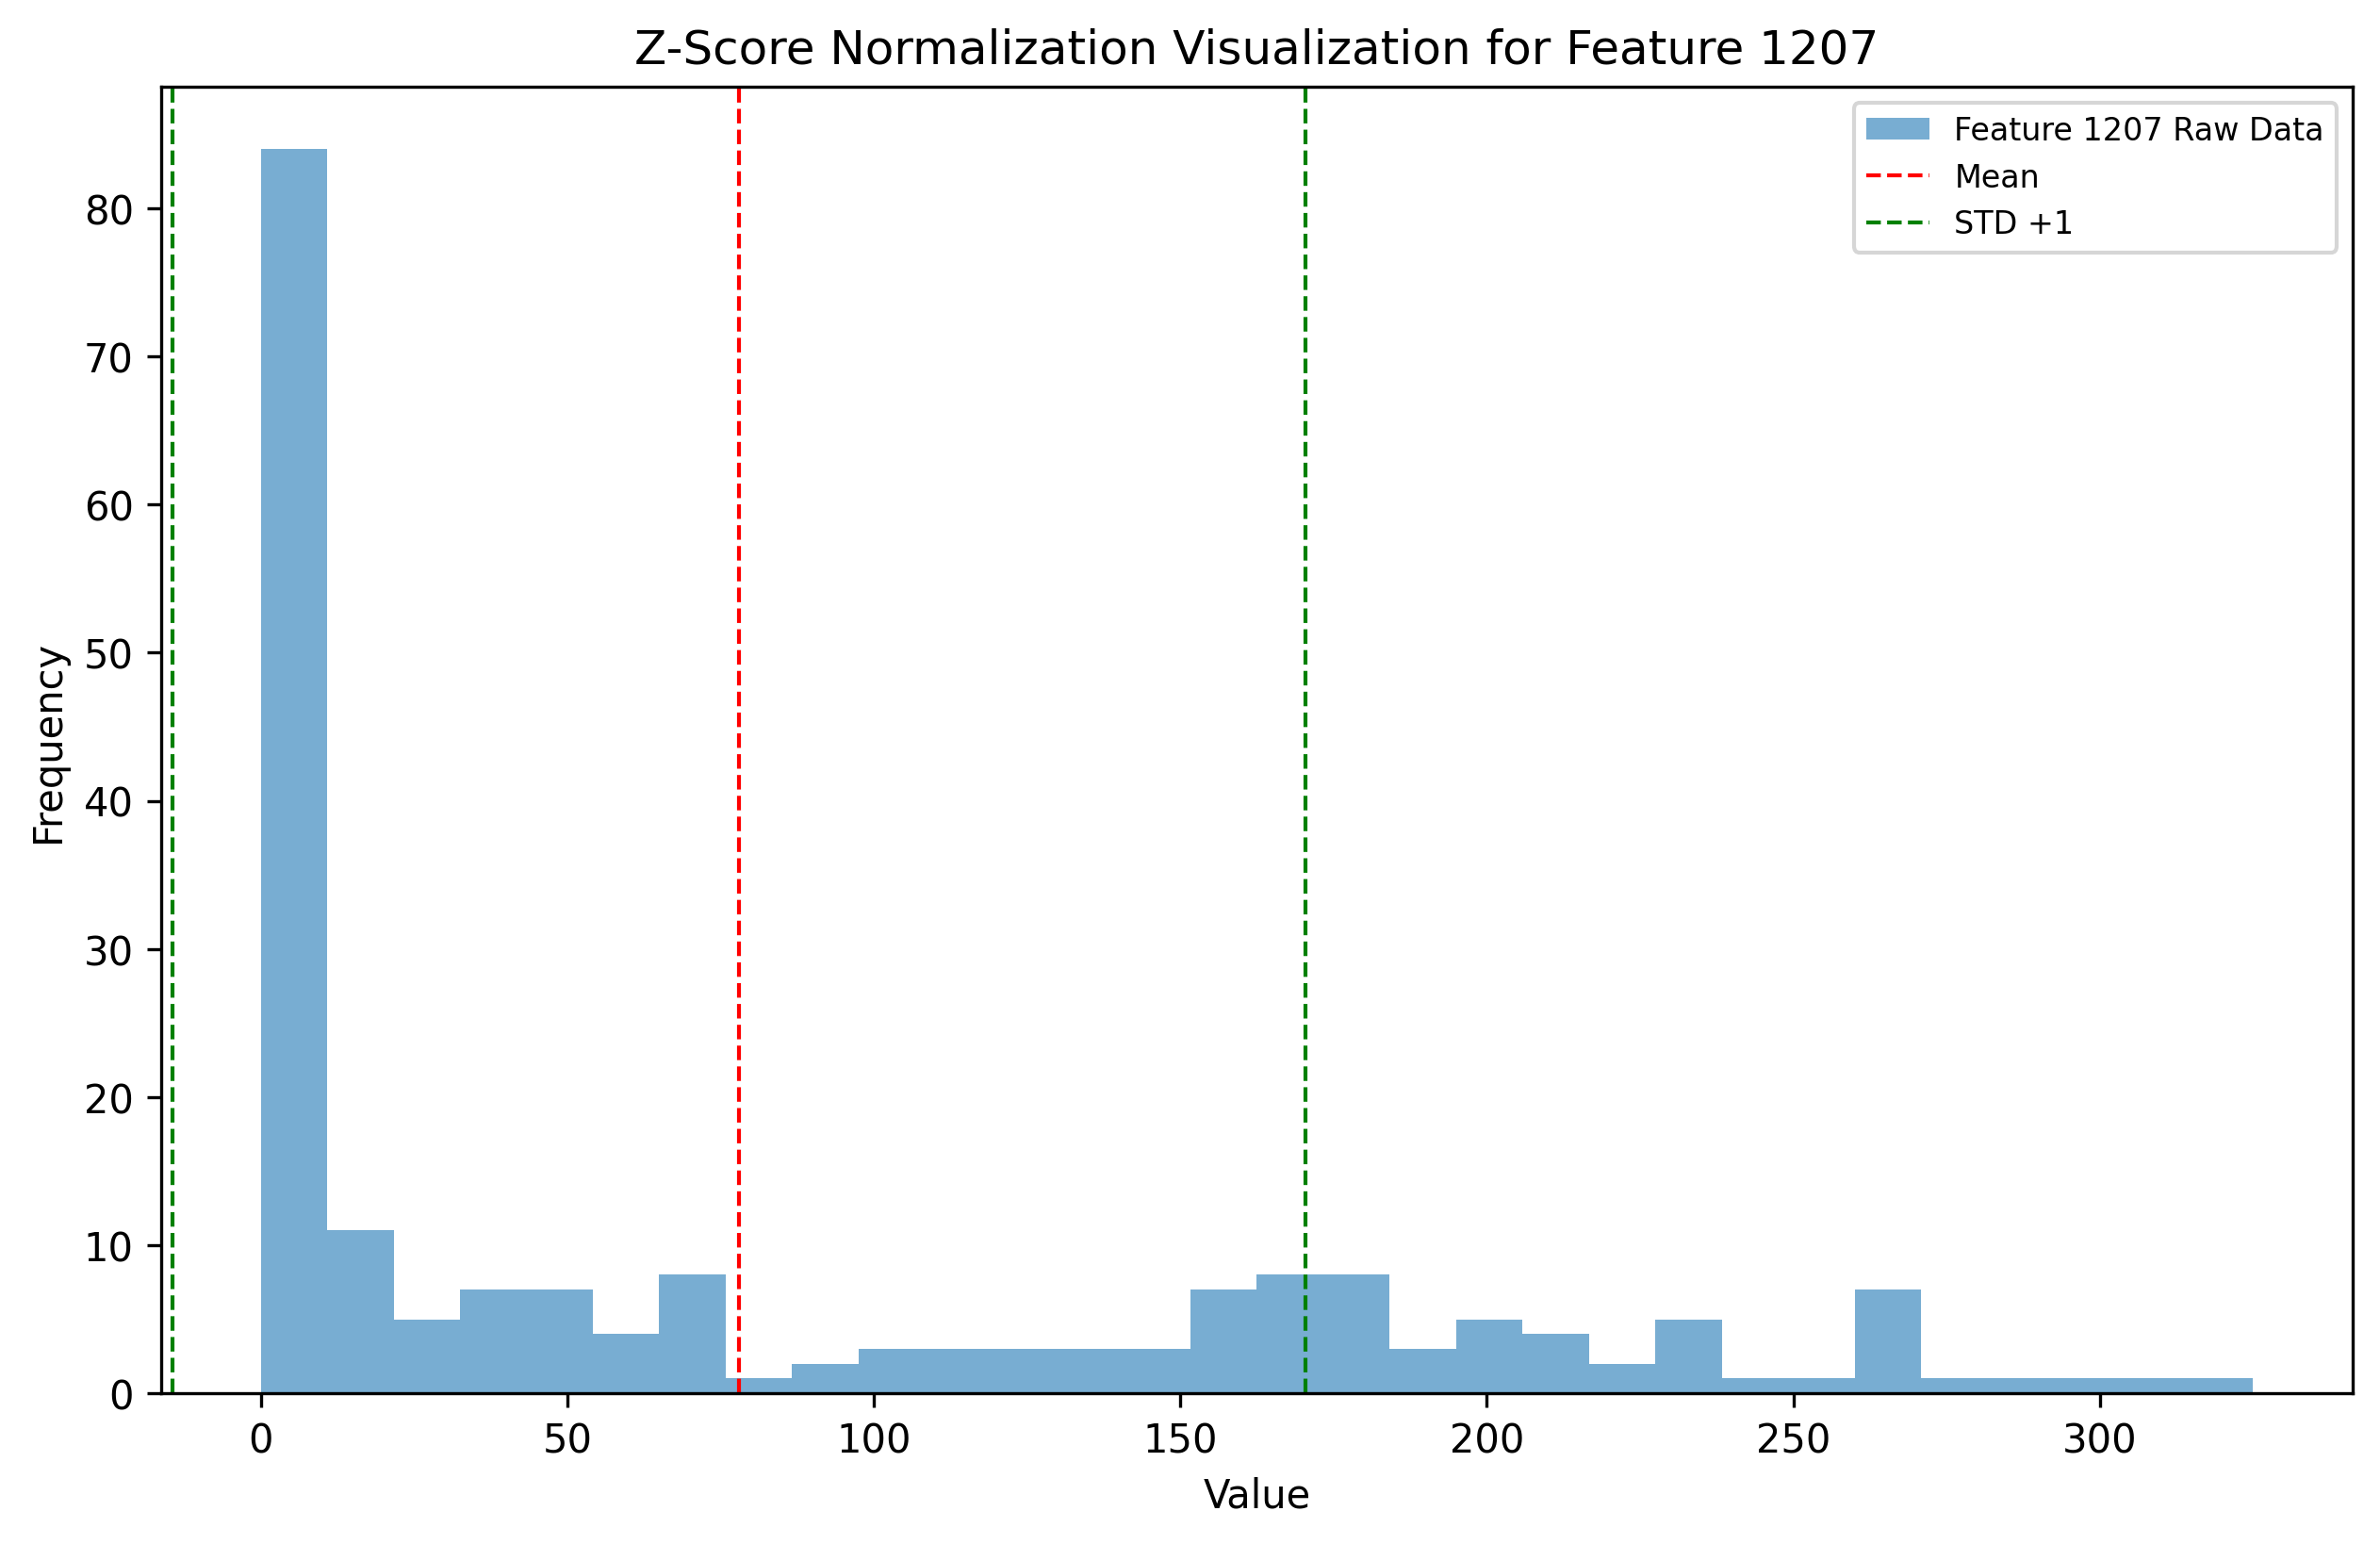 Z-Score Normalization Visualization for Feature 1207
Feature 1207 Raw Data
Mean
STD +1
Frequency
80
70
60
50
40
30
20
10
0
0 50 100 150 200 250 300
Value